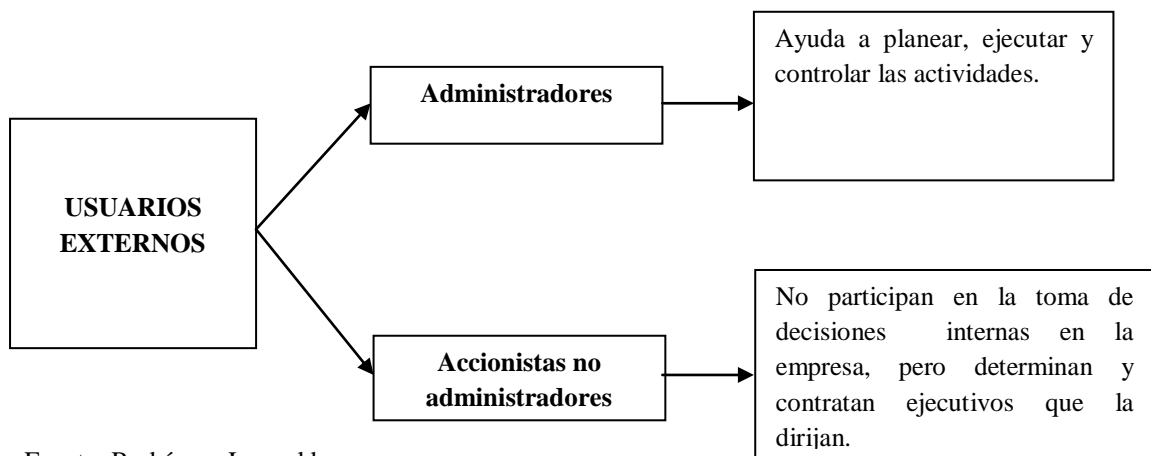 USUARIOS
EXTERNOS
Administradores
Ayuda a planear, ejecutar y
controlar las actividades.
Accionistas no
administradores
No participan en la toma de
decisiones internas en la
empresa, pero determinan y
contratan ejecutivos que la
dirijan.